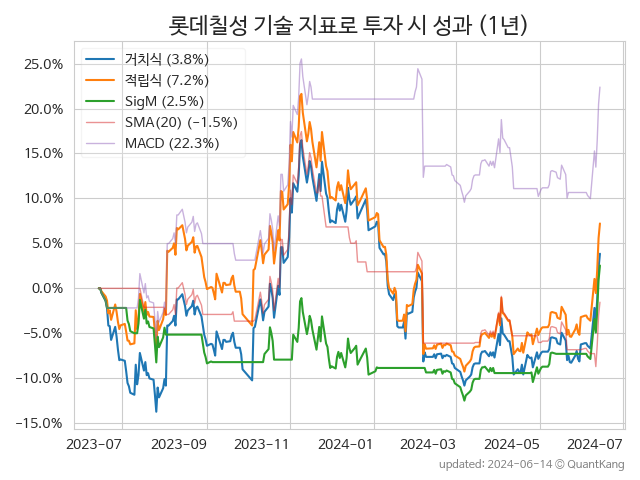 롯데칠성 기술 지표로 투자 시 성과 (1년)
거치식 (3.8%)
적립식 (7.2%)
SigM (2.5%)
SMA(20) (−1.5%)
MACD (22.3%)
25.0%
20.0%
15.0%
10.0%
5.0%
0.0%
−5.0%
−10.0%
−15.0%
2023-07 2023-09 2023-11 2024-01 2024-03 2024-05 2024-07
updated: 2024-06-14 © QuantKang